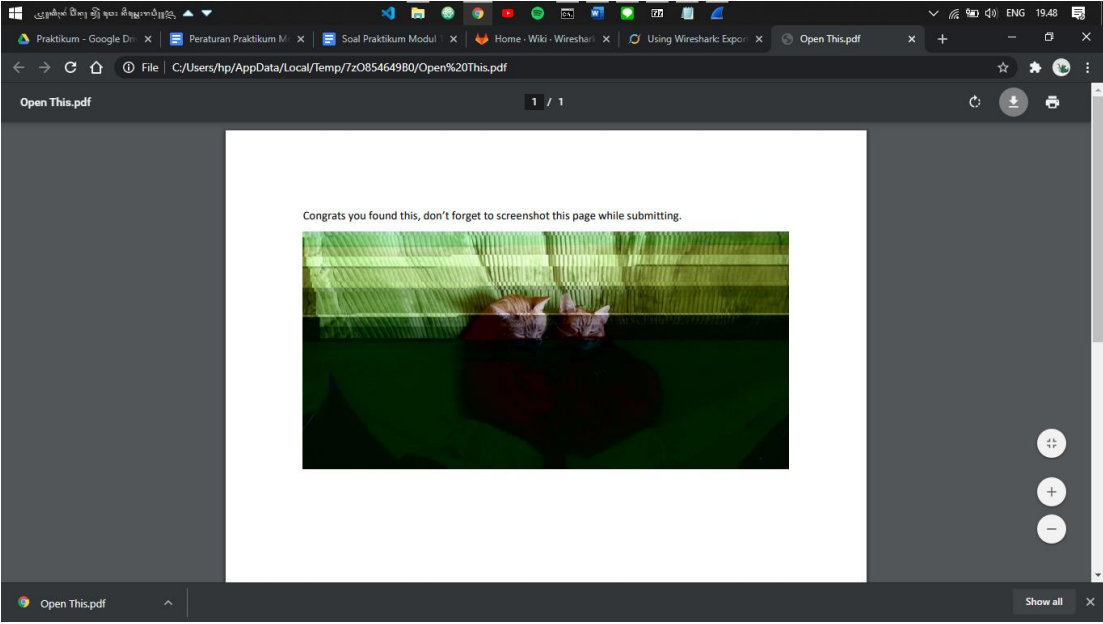 ENG 19.48
Praktikum - Google Dri
Peraturan Praktikum M
Soal Praktikum Modul 1
Home · Wiki · Wireshark
Using Wireshark: Export
Open This.pdf
File | C:/Users/hp/AppData/Local/Temp/7zO854649B0/Open%20This.pdf
Open This.pdf
1 / 1
Congrats you found this, don’t forget to screenshot this page while submitting.
Open This.pdf
Show all